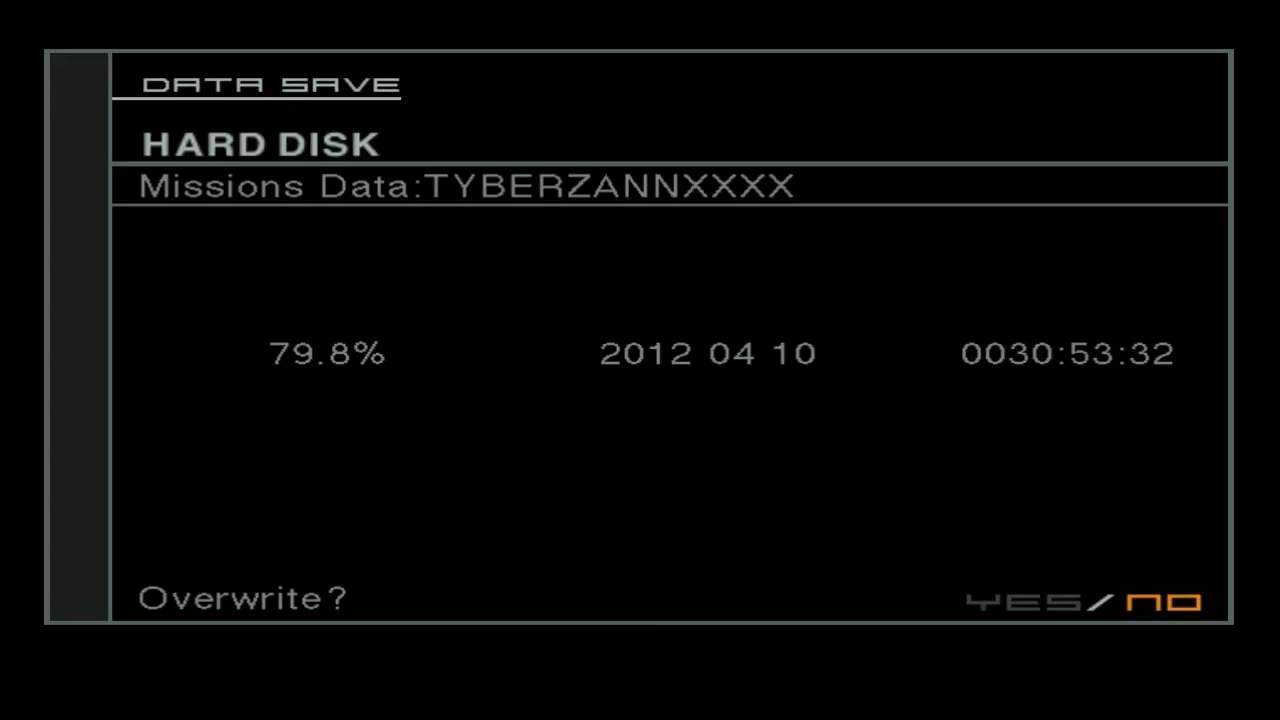 DATA SAVE
HARD DISK
Missions Data:TYBERZANNXXXX
79.8% 2012 04 10 0030:53:32
Overwrite? YES/NO